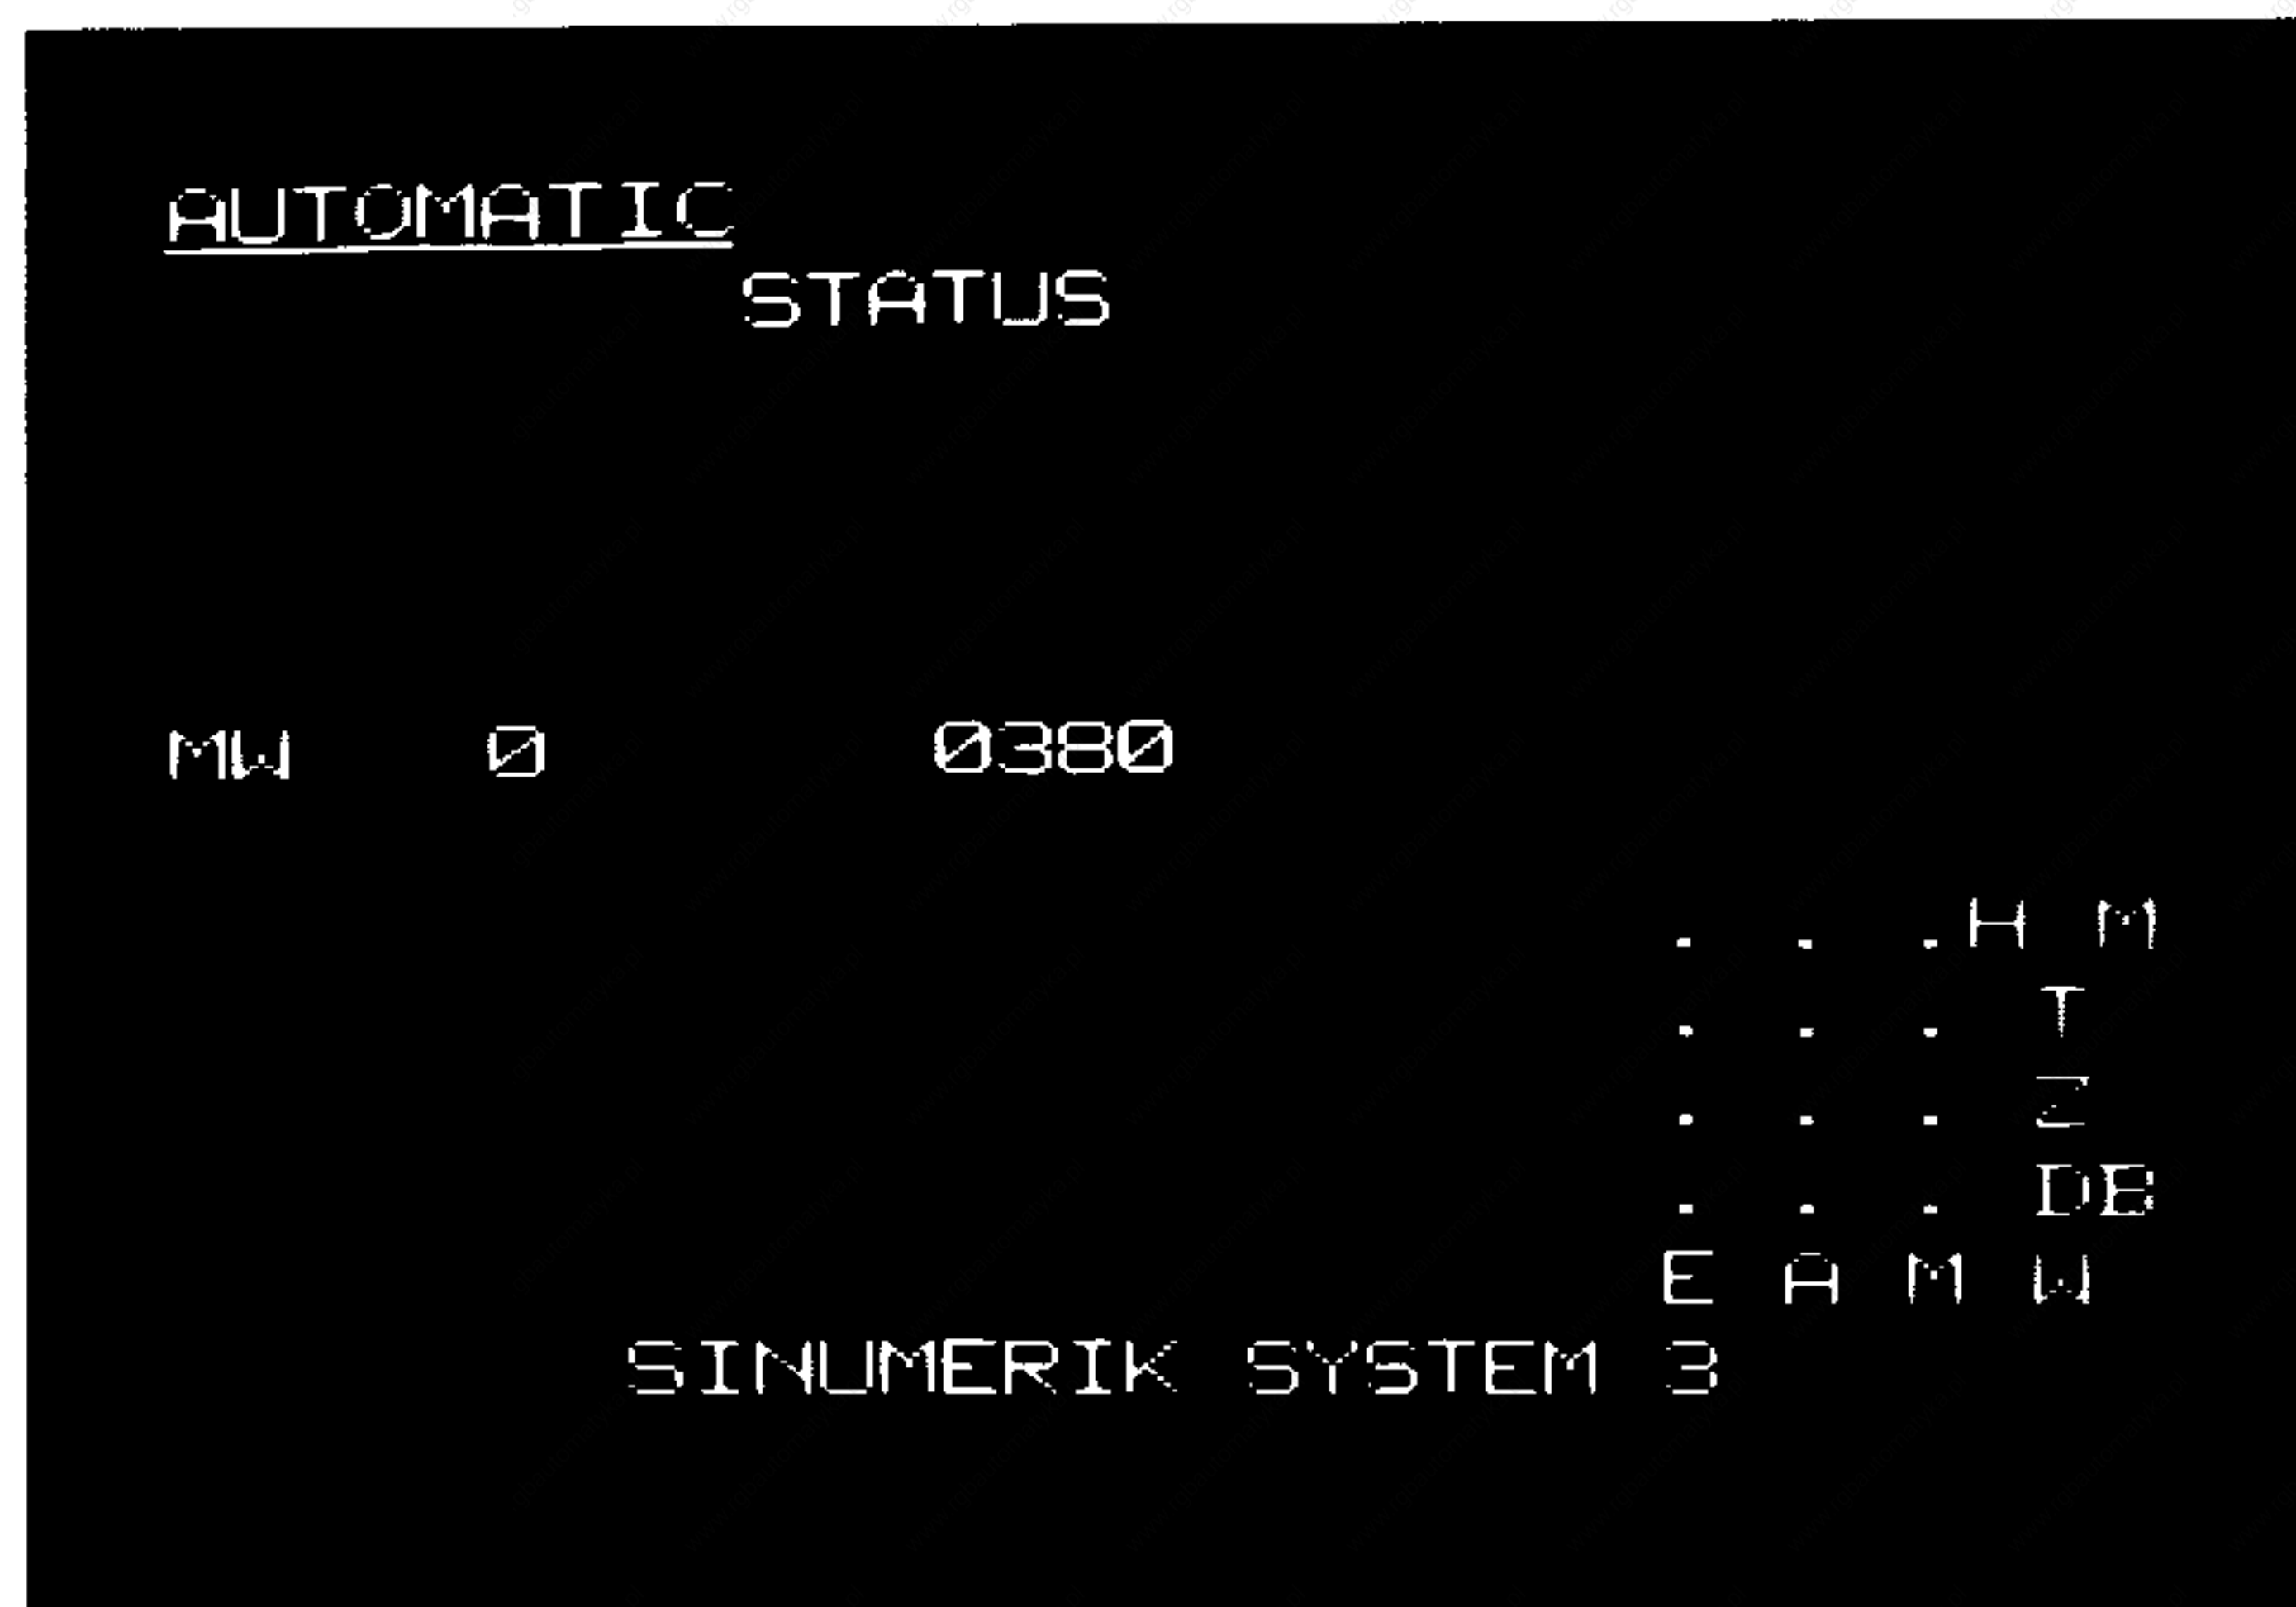 AUTOMATIC
STATUS
MW 0 0380
. . . H M
. . . T
. . . Z
. . . DB
E A M W
SINUMERIK SYSTEM 3